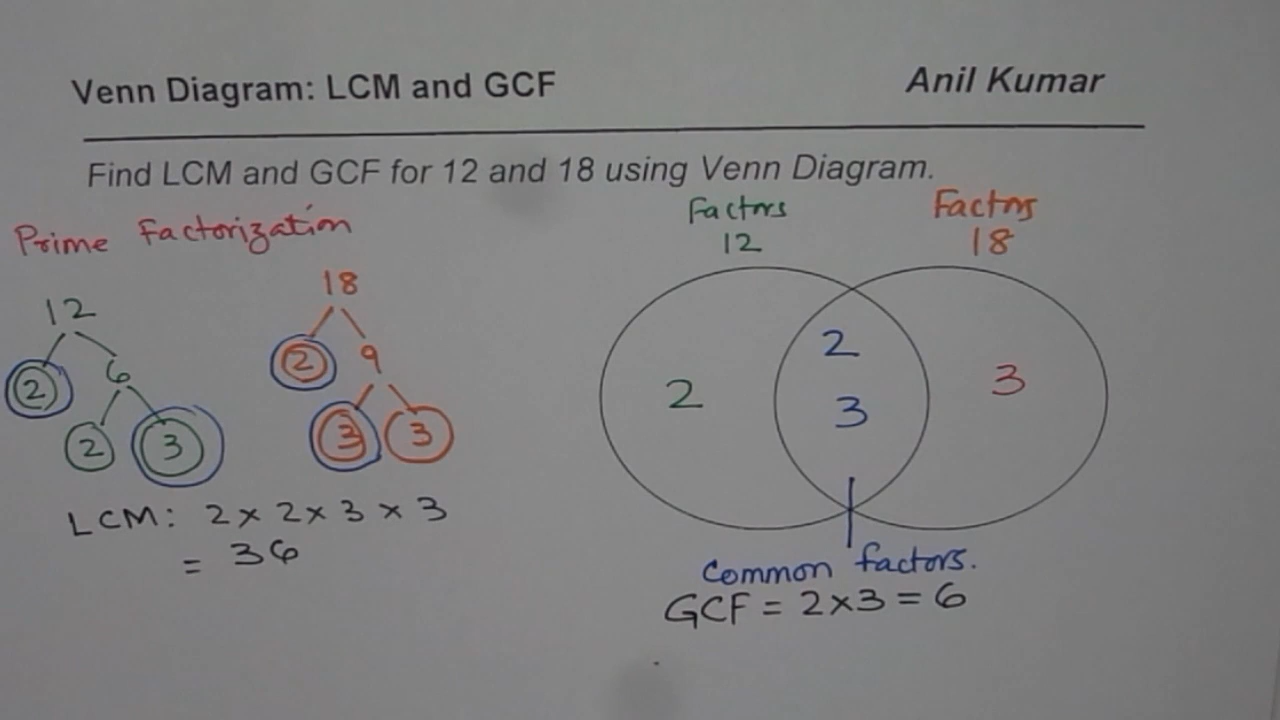 Venn Diagram: LCM and GCF
Anil Kumar
Find LCM and GCF for 12 and 18 using Venn Diagram.
Prime Factorization
12
2 6
2 3
18
2 9
3 3
LCM: 2 x 2 x 3 x 3
= 36
Factors
12
Factors
18
2
2
3
3
Common factors.
GCF = 2x3 = 6